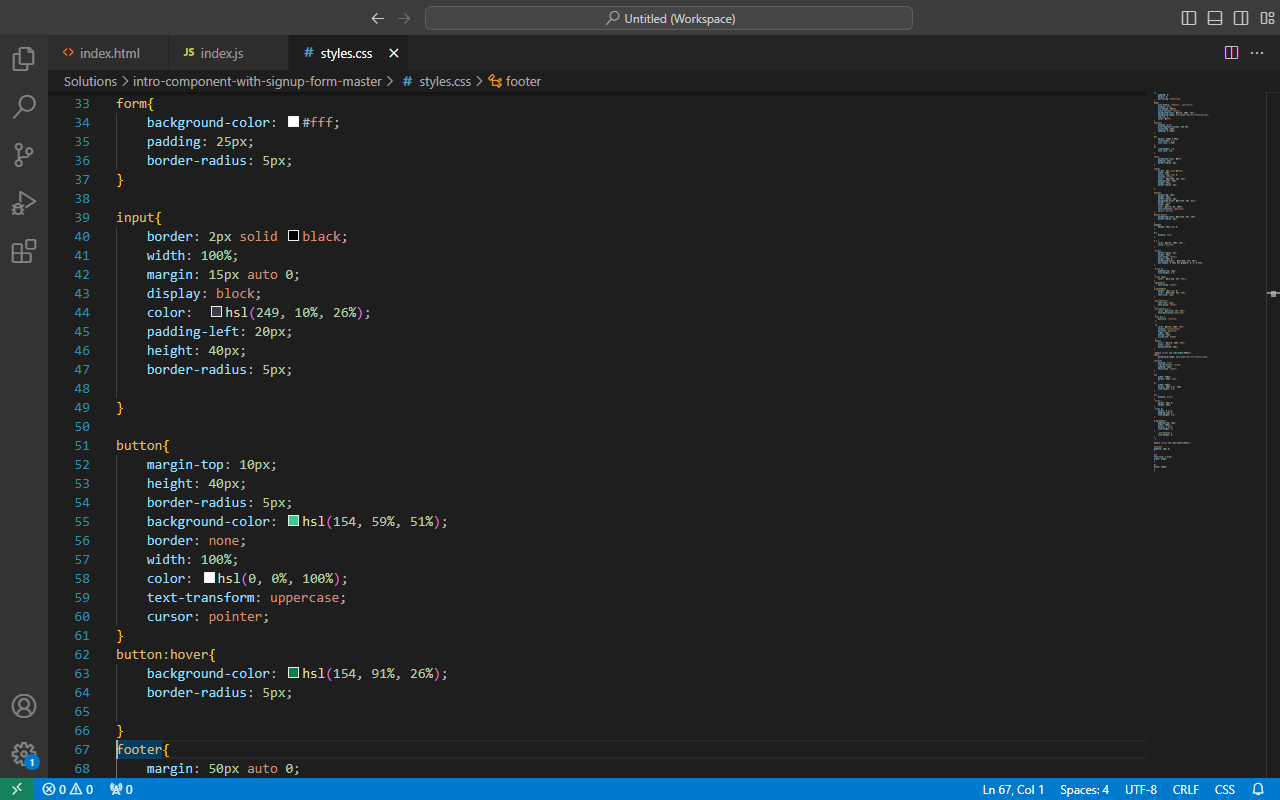 Untitled (Workspace)
index.html
JS index.js
# styles.css
Solutions > intro-component-with-signup-form-master > # styles.css > footer
33 form{
34 background-color: #fff;
35 padding: 25px;
36 border-radius: 5px;
37 }
38
39 input{
40 border: 2px solid black;
41 width: 100%;
42 margin: 15px auto 0;
43 display: block;
44 color: hsl(249, 10%, 26%);
45 padding-left: 20px;
46 height: 40px;
47 border-radius: 5px;
48
49 }
50
51 button{
52 margin-top: 10px;
53 height: 40px;
54 border-radius: 5px;
55 background-color: hsl(154, 59%, 51%);
56 border: none;
57 width: 100%;
58 color: hsl(0, 0%, 100%);
59 text-transform: uppercase;
60 cursor: pointer;
61 }
62 button:hover{
63 background-color: hsl(154, 91%, 26%);
64 border-radius: 5px;
65
66 }
67 footer{
68 margin: 50px auto 0;
1
0 0 0 Ln 67, Col 1 Spaces: 4 UTF-8 CRLF CSS